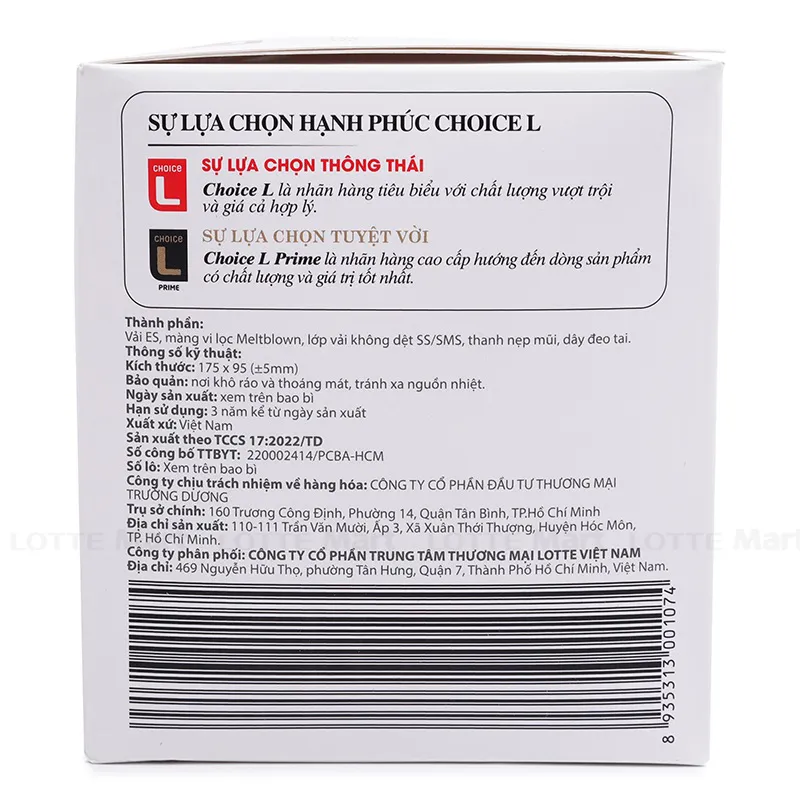 SỰ LỰA CHỌN HẠNH PHÚC CHOICE L
CHOICE
L
SỰ LỰA CHỌN THÔNG THÁI
Choice L là nhãn hàng tiêu biểu với chất lượng vượt trội
và giá cả hợp lý.
CHOICE
L
PRIME
SỰ LỰA CHỌN TUYỆT VỜI
Choice L Prime là nhãn hàng cao cấp hướng đến dòng sản phẩm
có chất lượng và giá trị tốt nhất.
Thành phần:
Vải ES, màng vi lọc Meltblown, lớp vải không dệt SS/SMS, thanh nẹp mũi, dây đeo tai.
Thông số kỹ thuật:
Kích thước: 175 x 95 (±5mm)
Bảo quản: nơi khô ráo và thoáng mát, tránh xa nguồn nhiệt.
Ngày sản xuất: xem trên bao bì
Hạn sử dụng: 3 năm kể từ ngày sản xuất
Xuất xứ: Việt Nam
Sản xuất theo TCCS 17:2022/TD
Số công bố TTBYT: 220002414/PCBA-HCM
Số lô: Xem trên bao bì
Công ty chịu trách nhiệm về hàng hóa: CÔNG TY CỔ PHẦN ĐẦU TƯ THƯƠNG MẠI
TRƯỜNG DƯƠNG
Trụ sở chính: 160 Trương Công Định, Phường 14, Quận Tân Bình, TP.Hồ Chí Minh
Địa chỉ sản xuất: 110-111 Trần Văn Mười, Ấp 3, Xã Xuân Thới Thượng, Huyện Hóc Môn,
TP. Hồ Chí Minh.
LOTTE Mart LOTTE Mart LOTTE Mart LOTTE Mart
Công ty phân phối: CÔNG TY CỔ PHẦN TRUNG TÂM THƯƠNG MẠI LOTTE VIỆT NAM
Địa chỉ: 469 Nguyễn Hữu Thọ, phường Tân Hưng, Quận 7, Thành Phố Hồ Chí Minh, Việt Nam.
8 935313 001074